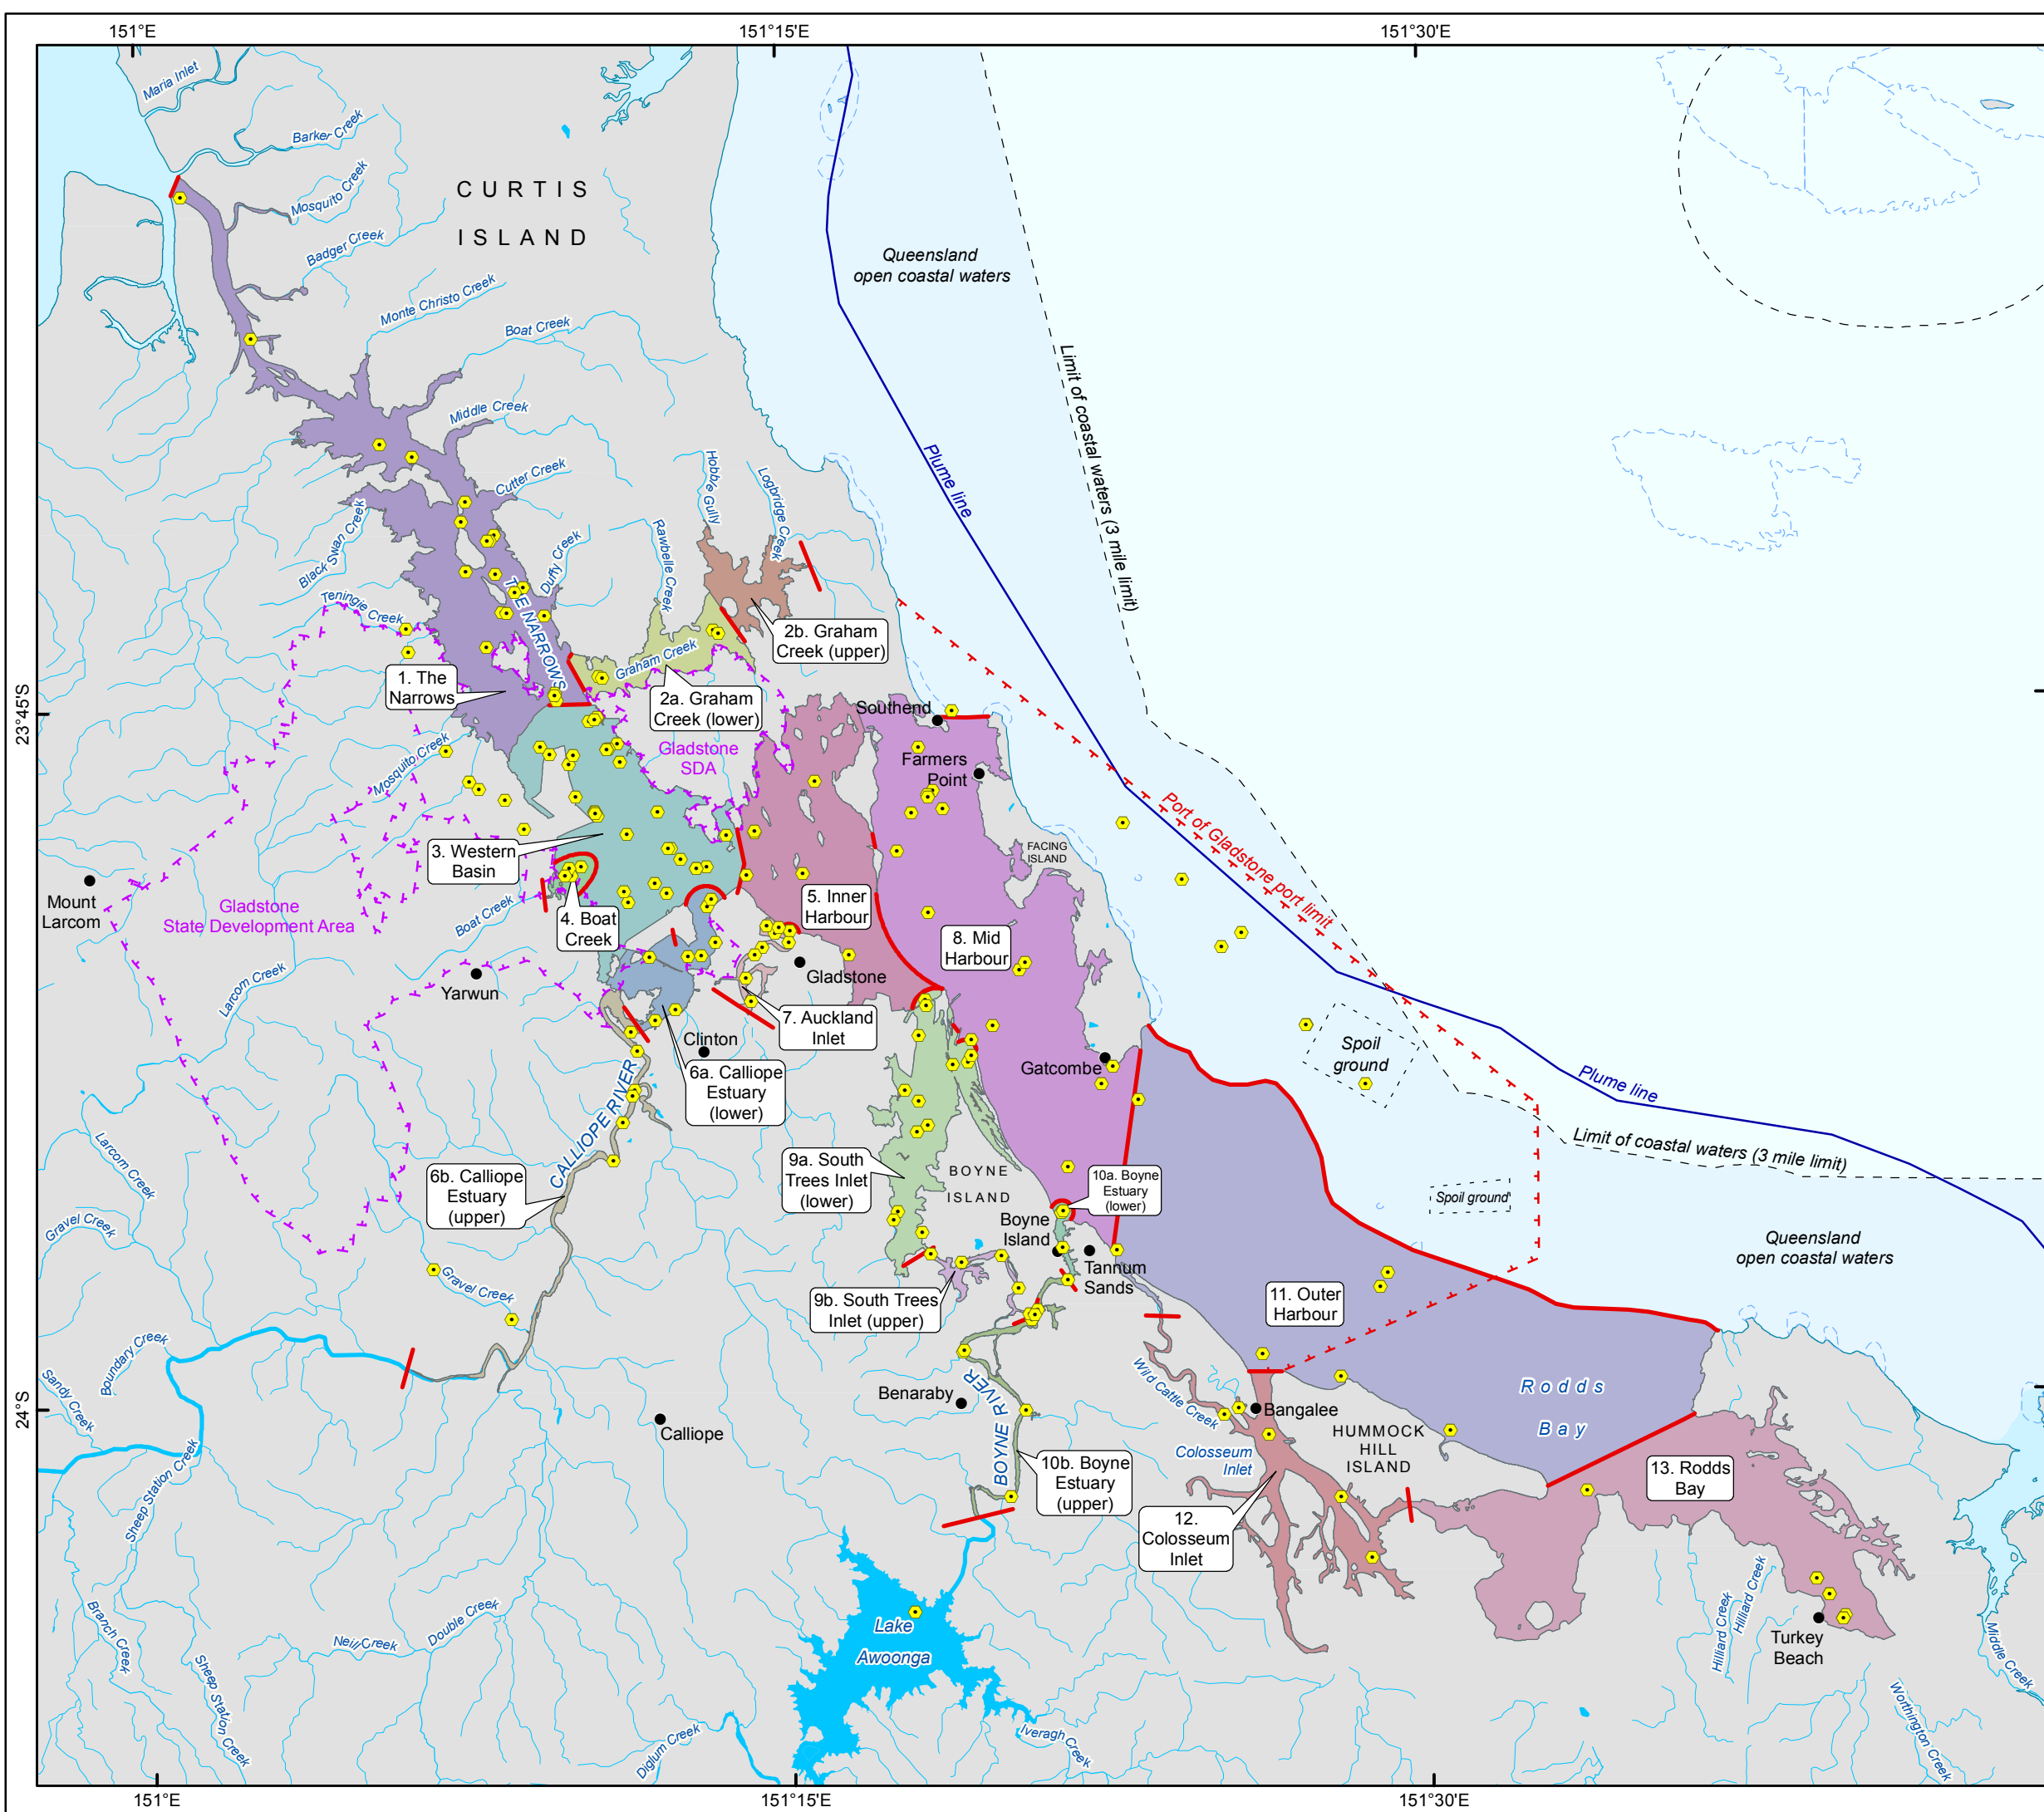 151°E
151°15'E
151°30'E
Maria Inlet
Barker Creek
Mosquito Creek
Badger Creek
CURTIS
ISLAND
Monte Christo Creek
Boat Creek
Middle Creek
Cutter Creek
Black Swan Creek
Duffy Creek
Teningie Creek
THE NARROWS
Hobble Gully
Logbridge Creek
Rawbelle Creek
Graham Creek
Queensland
open coastal waters
Plume line
Limit of coastal waters (3 mile limit)
2b. Graham
Creek (upper)
1. The
Narrows
2a. Graham
Creek (lower)
23°45'S
Gladstone
SDA
Southend
Farmers
Point
FACING
ISLAND
Port of Gladstone port limit
Mosquito Creek
3. Western
Basin
Mount
Larcom
Gladstone
State Development Area
Boat Creek
4. Boat
Creek
5. Inner
Harbour
8. Mid
Harbour
Gladstone
Yarwun
Larcom Creek
7. Auckland
Inlet
Clinton
6a. Calliope
Estuary
(lower)
Gatcombe
Spoil
ground
Plume line
Limit of coastal waters (3 mile limit)
Spoil ground
Queensland
open coastal waters
CALLIOPE RIVER
Larcom Creek
Gravel Creek
6b. Calliope
Estuary
(upper)
9a. South
Trees Inlet
(lower)
BOYNE
ISLAND
10a. Boyne
Estuary
(lower)
Boyne
Island
Tannum
Sands
Gravel Creek
9b. South Trees
Inlet (upper)
11. Outer
Harbour
Boundary Creek
Sandy Creek
24°S
Benaraby
BOYNE RIVER
Calliope
Wild Cattle Creek
Bangalee
Colosseum
Inlet
HUMMOCK
HILL
ISLAND
Rodds
Bay
13. Rodds
Bay
10b. Boyne
Estuary
(upper)
12.
Colosseum
Inlet
Sheep Station Creek
Branch Creek
Sheep Station Creek
Neil Creek
Double Creek
Diglum Creek
Lake
Awoonga
Iveragh Creek
Hilliard Creek
Hilliard Creek
Turkey
Beach
Middle Creek
Worthington Creek
151°E
151°15'E
151°30'E